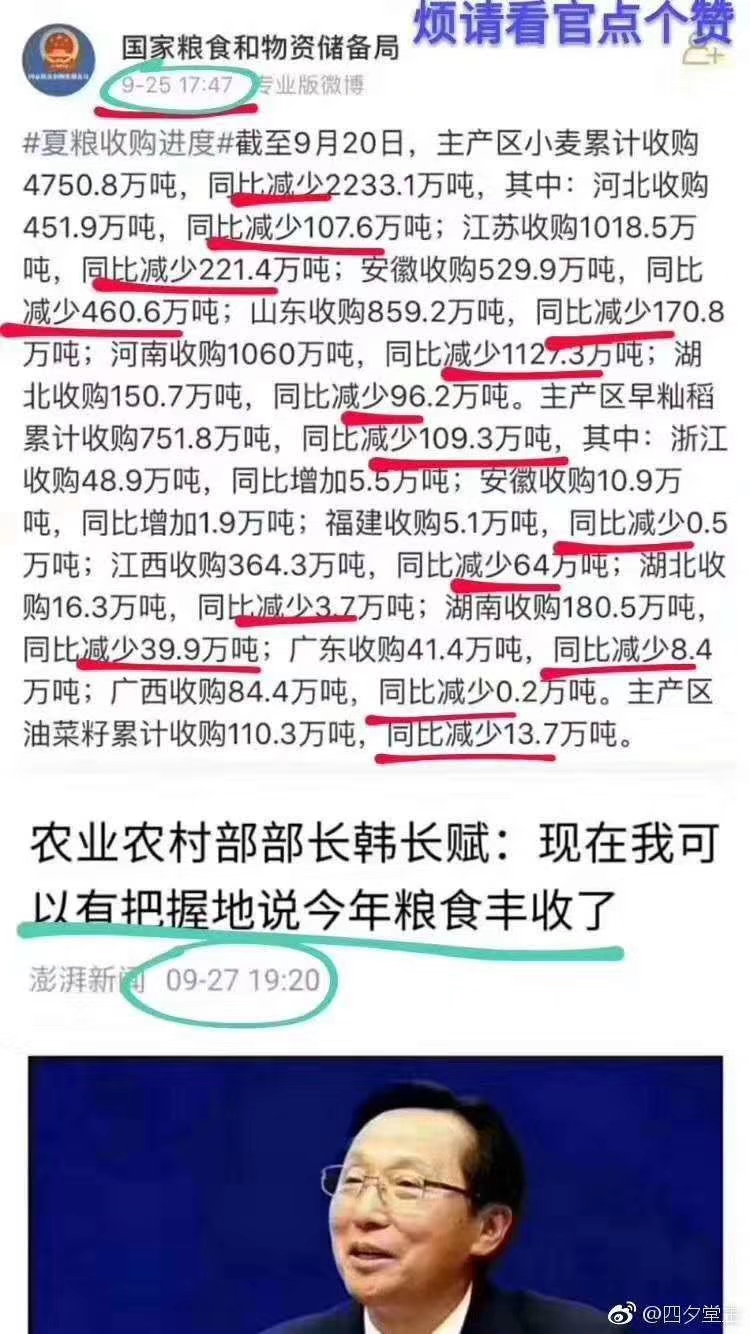 烦请看官点个赞
国家粮食和物资储备局
9-25 17:47 专业版微博
#夏粮收购进度#截至9月20日，主产区小麦累计收购
4750.8万吨，同比减少2233.1万吨，其中：河北收购
451.9万吨，同比减少107.6万吨；江苏收购1018.5万
吨，同比减少221.4万吨；安徽收购529.9万吨，同比
减少460.6万吨；山东收购859.2万吨，同比减少170.8
万吨；河南收购1060万吨，同比减少1127.3万吨；湖
北收购150.7万吨，同比减少96.2万吨。主产区早籼稻
累计收购751.8万吨，同比减少109.3万吨，其中：浙江
收购48.9万吨，同比增加5.5万吨；安徽收购10.9万
吨，同比增加1.9万吨；福建收购5.1万吨，同比减少0.5
万吨；江西收购364.3万吨，同比减少64万吨；湖北收
购16.3万吨，同比减少3.7万吨；湖南收购180.5万吨，
同比减少39.9万吨；广东收购41.4万吨，同比减少8.4
万吨；广西收购84.4万吨，同比减少0.2万吨。主产区
油菜籽累计收购110.3万吨，同比减少13.7万吨。
农业农村部部长韩长赋：现在我可
以有把握地说今年粮食丰收了
澎湃新闻 09-27 19:20
@四夕堂主